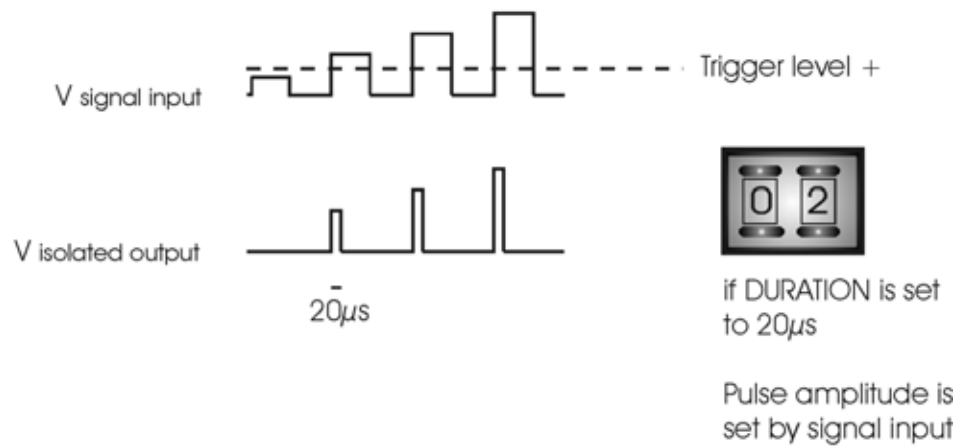 Trigger level +
V signal input
0 2
V isolated output
20µs
if DURATION is set
to 20µs
Pulse amplitude is
set by signal input